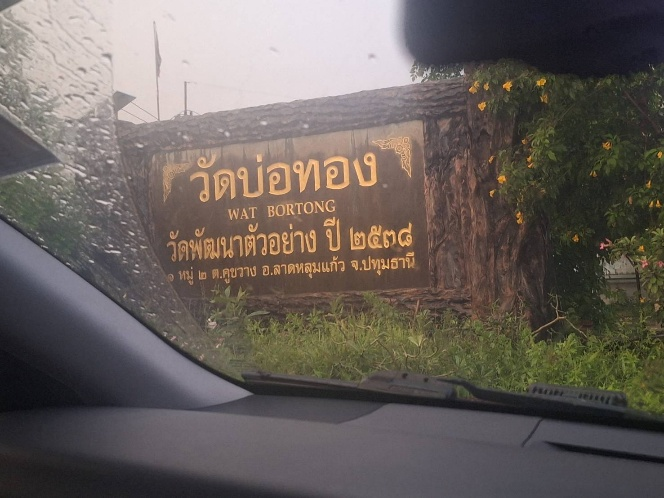 วัดบ่อทอง
WAT BORTONG
วัดพัฒนาตัวอย่าง ปี ๒๕๓๘
๑ หมู่ ๒ ต.คูขวาง อ.ลาดหลุมแก้ว จ.ปทุมธานี